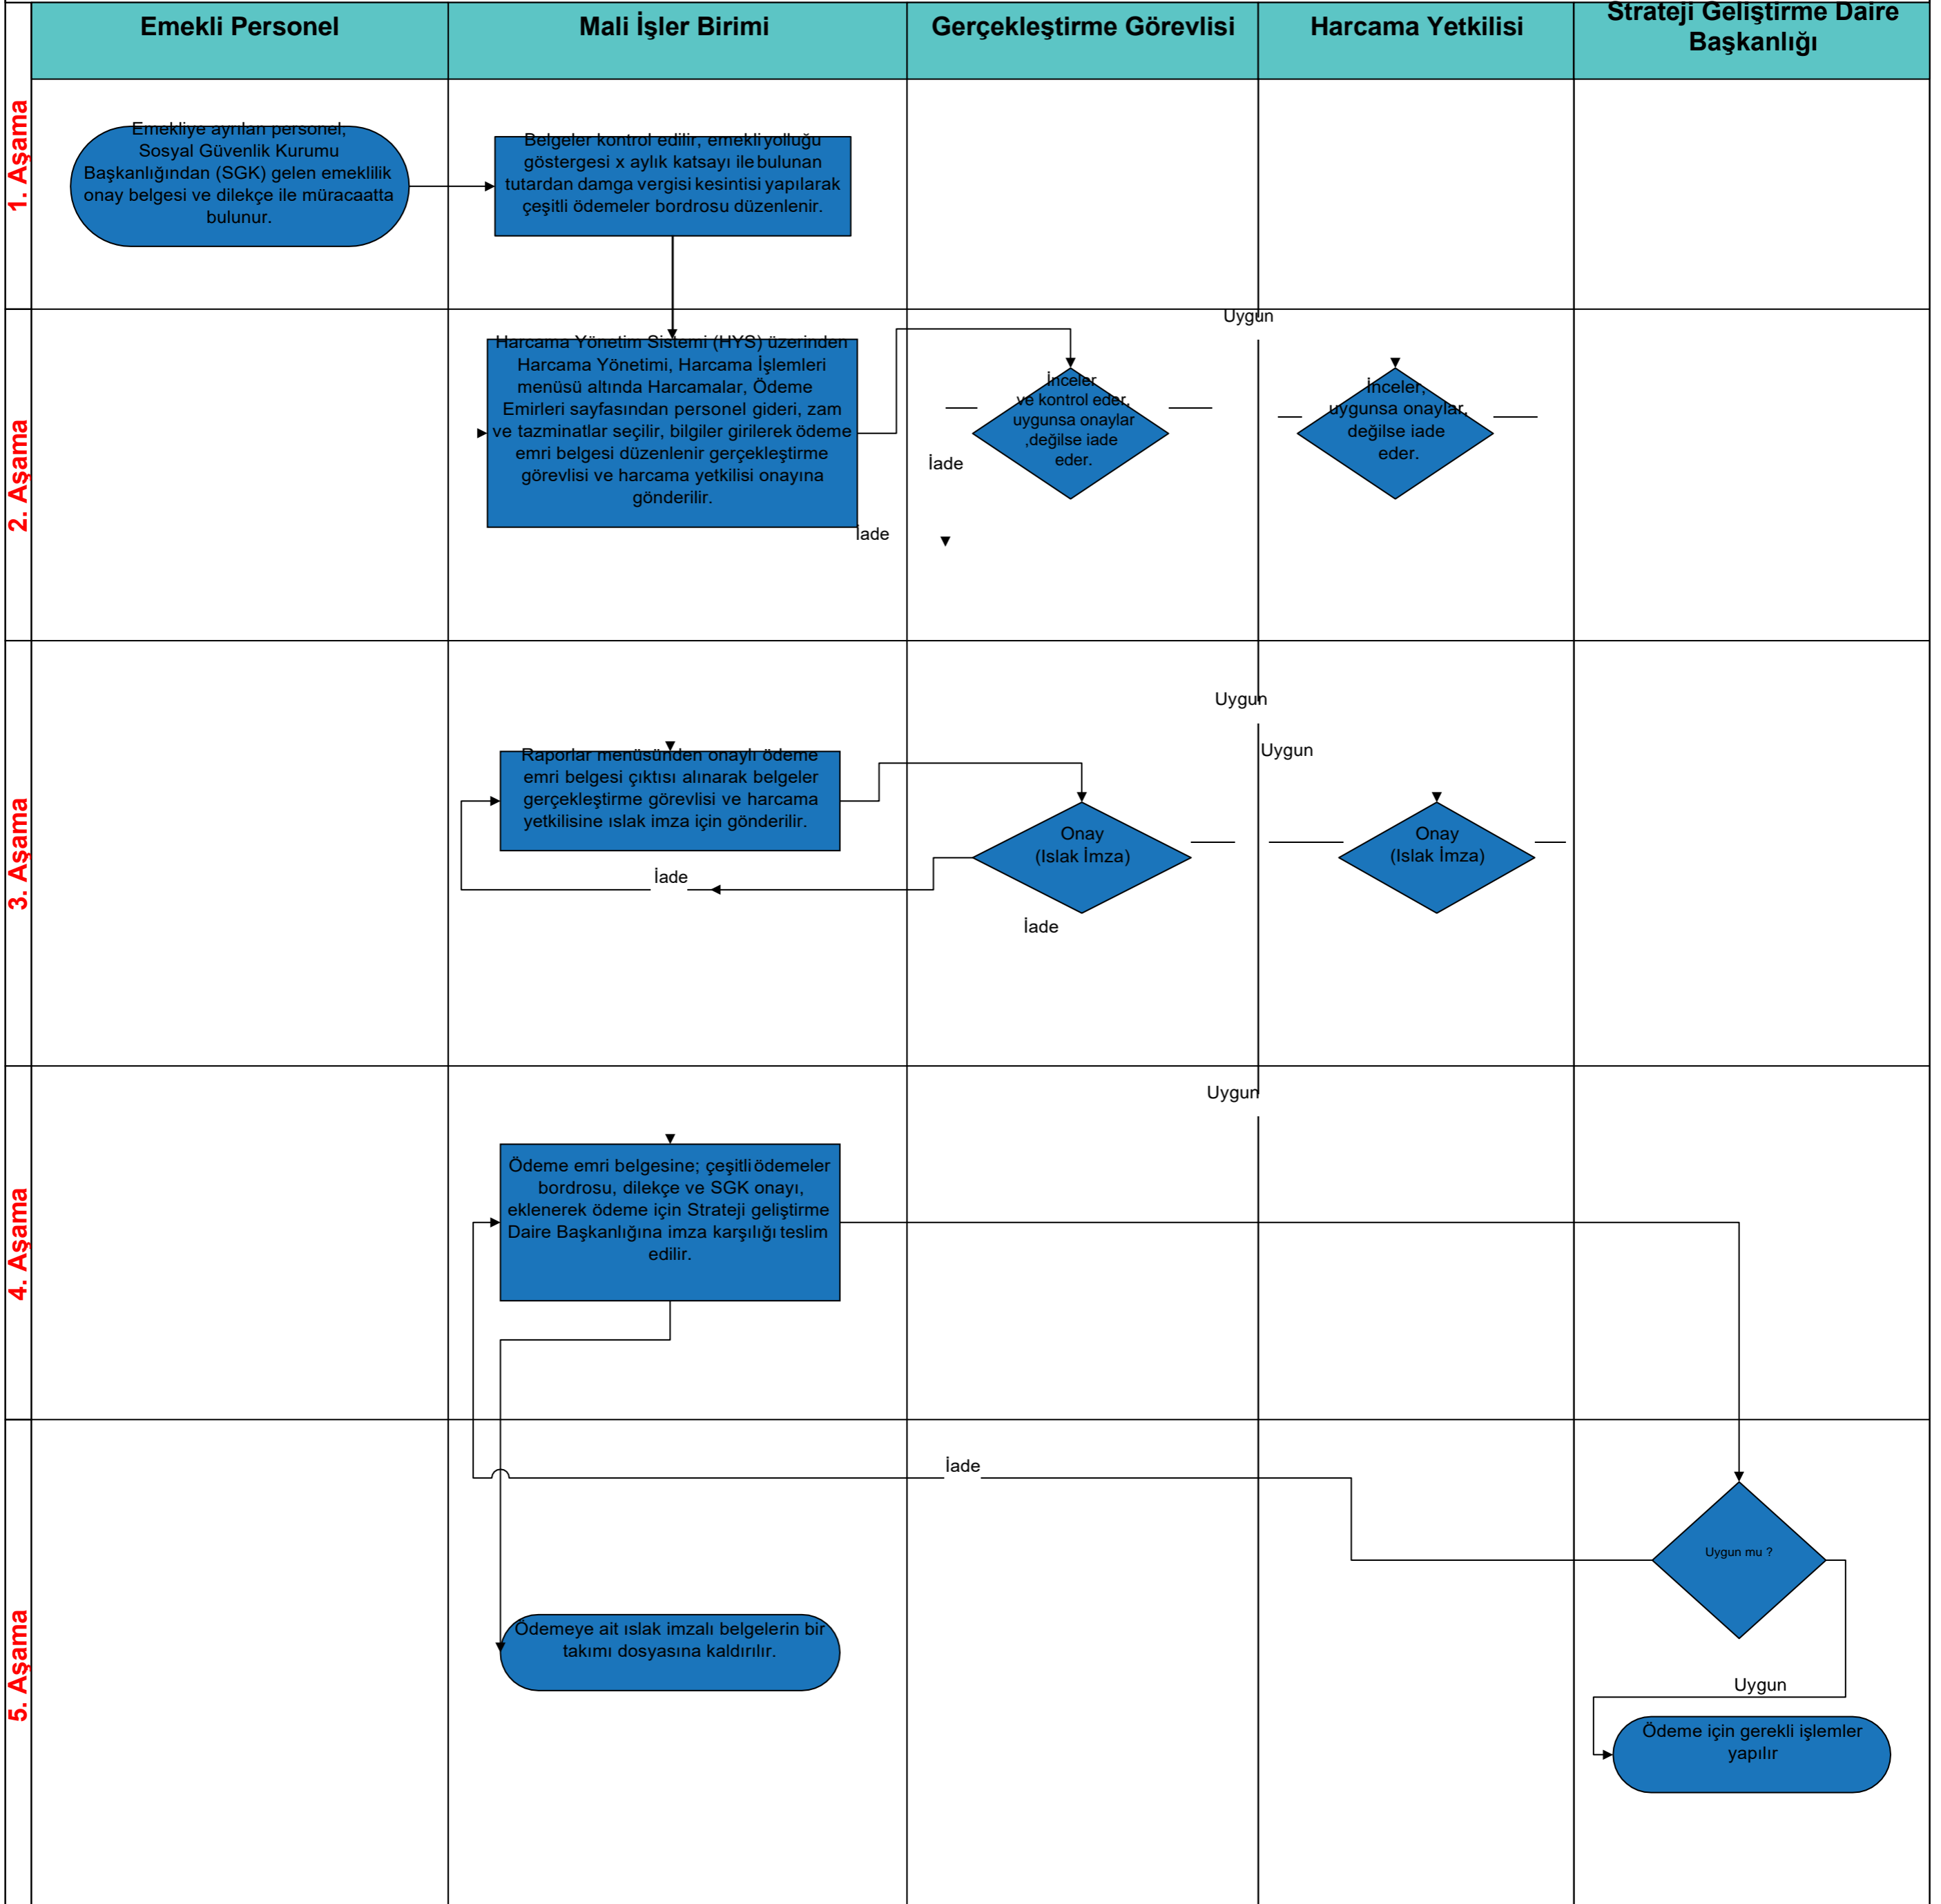 Emekli Personel
Mali İşler Birimi
Gerçekleştirme Görevlisi
Harcama Yetkilisi
Strateji Geliştirme Daire
Başkanlığı
1. Aşama
Emekliye ayrılan personel,
Sosyal Güvenlik Kurumu
Başkanlığından (SGK) gelen emeklilik
onay belgesi ve dilekçe ile müracaatta
bulunur.
Belgeler kontrol edilir, emekli yolluğu
göstergesi x aylık katsayı ile bulunan
tutardan damga vergisi kesintisi yapılarak
çeşitli ödemeler bordrosu düzenlenir.
2. Aşama
Harcama Yönetim Sistemi (HYS) üzerinden
Harcama Yönetimi, Harcama İşlemleri
menüsü altında Harcamalar, Ödeme
Emirleri sayfasından personel gideri, zam
ve tazminatlar seçilir, bilgiler girilerek ödeme
emri belgesi düzenlenir gerçekleştirme
görevlisi ve harcama yetkilisi onayına
gönderilir.
İade
İnceler
ve kontrol eder,
uygunsa onaylar
,değilse iade
eder.
İade
Uygun
İnceler,
uygunsa onaylar,
değilse iade
eder.
3. Aşama
Uygun
Uygun
Raporlar menüsünden onaylı ödeme
emri belgesi çıktısı alınarak belgeler
gerçekleştirme görevlisi ve harcama
yetkilisine ıslak imza için gönderilir.
İade
Onay
(Islak İmza)
İade
Onay
(Islak İmza)
4. Aşama
Uygun
Ödeme emri belgesine; çeşitli ödemeler
bordrosu, dilekçe ve SGK onayı,
eklenerek ödeme için Strateji geliştirme
Daire Başkanlığına imza karşılığı teslim
edilir.
5. Aşama
İade
Uygun mu ?
Ödemeye ait ıslak imzalı belgelerin bir
takımı dosyasına kaldırılır.
Uygun
Ödeme için gerekli işlemler
yapılır